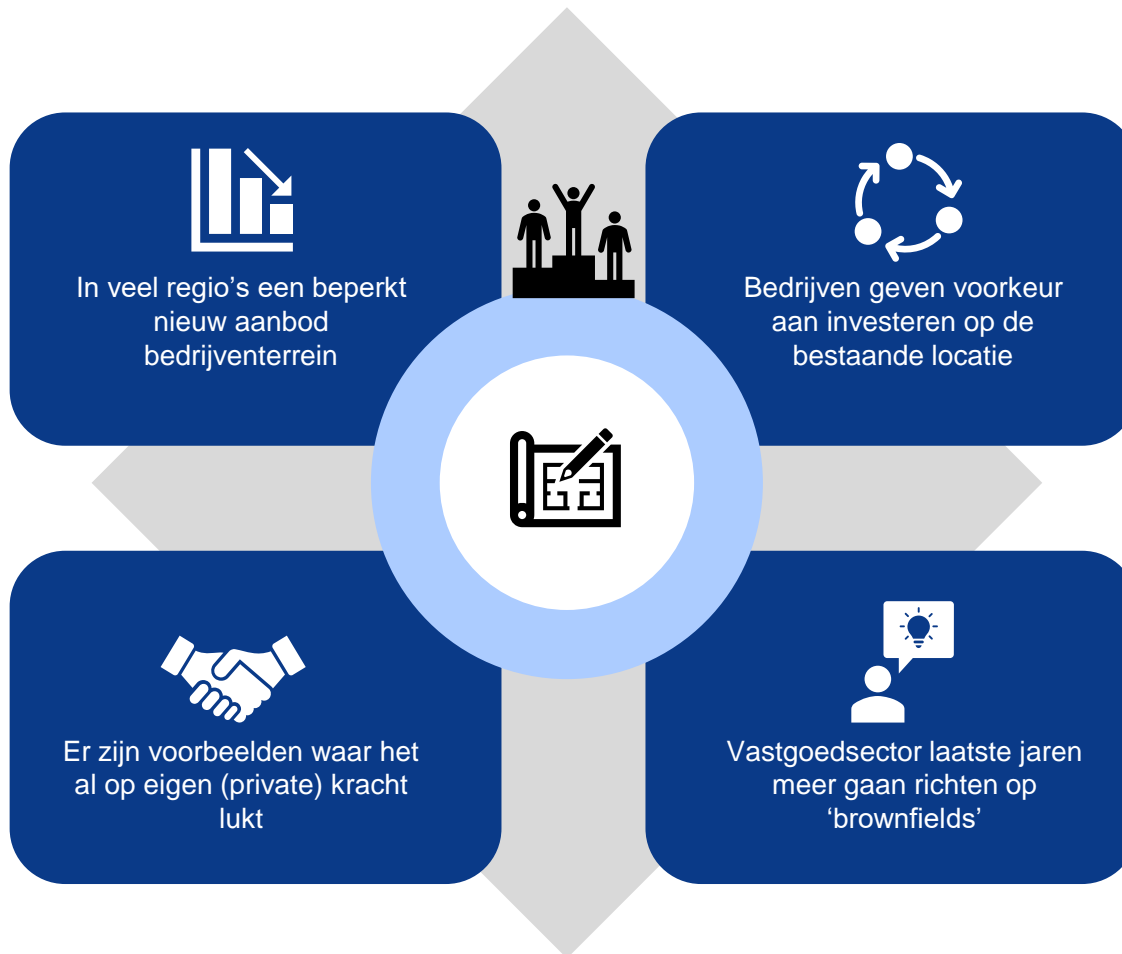 In veel regio's een beperkt
nieuw aanbod
bedrijventerrein
Bedrijven geven voorkeur
aan investeren op de
bestaande locatie
Er zijn voorbeelden waar het
al op eigen (private) kracht
lukt
Vastgoedsector laatste jaren
meer gaan richten op
‘brownfields’